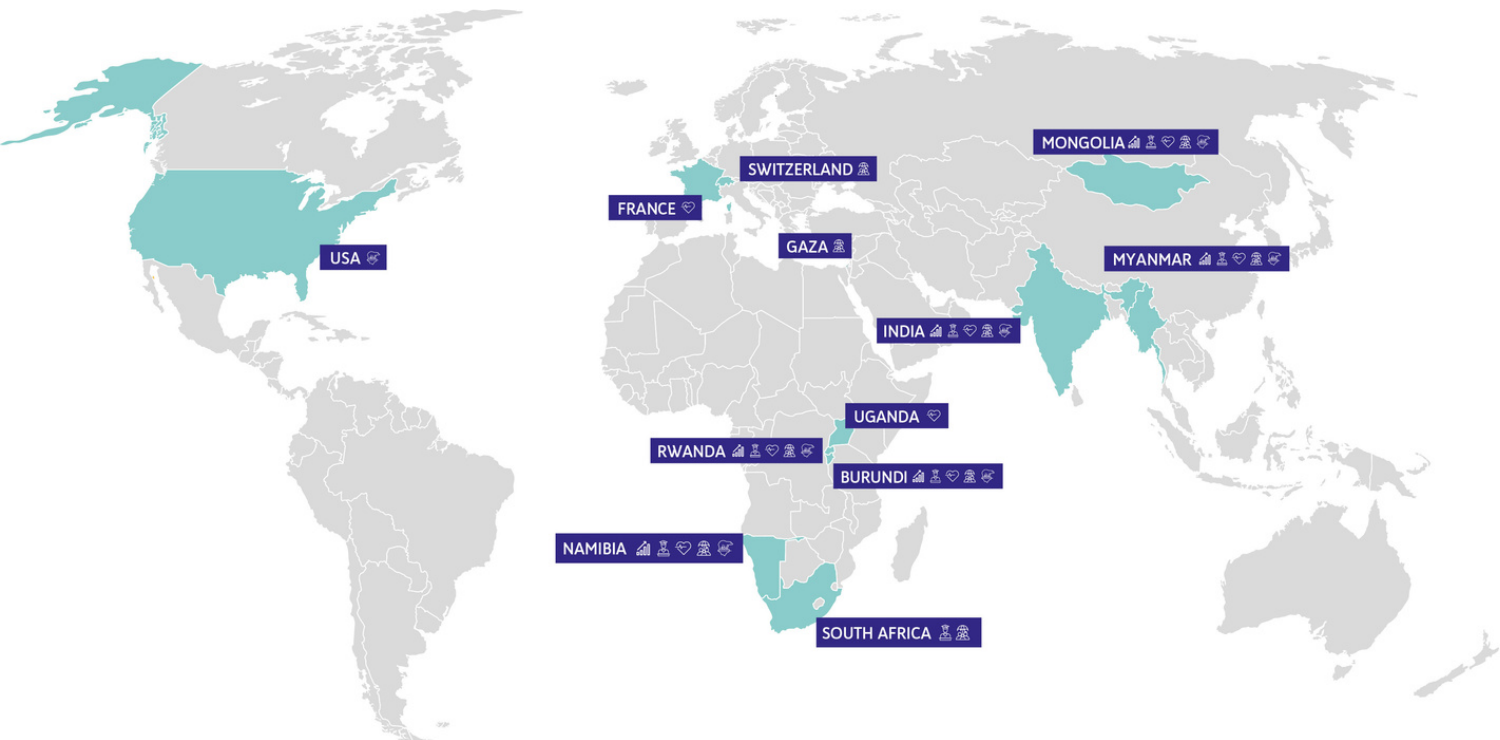 MONGOLIA
SWITZERLAND
FRANCE
GAZA
USA
MYANMAR
INDIA
UGANDA
RWANDA
BURUNDI
NAMIBIA
SOUTH AFRICA